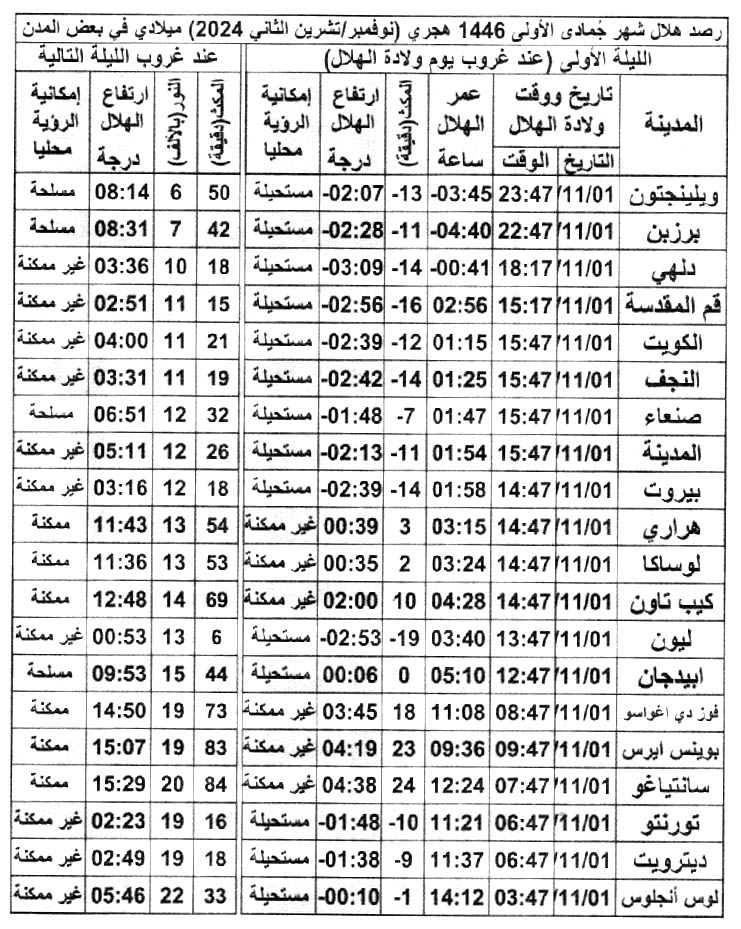 رصد هلال شهر جُمادى الأولى 1446 هجري (نوفمبر/تشرين الثاني 2024) ميلادي في بعض المدن
الليلة الأولى (عند غروب يوم ولادة الهلال) عند غروب الليلة التالية
المدينة تاريخ ووقت ولادة الهلال عمر الهلال ساعة المكث(دقيقة) ارتفاع الهلال درجة إمكانية الرؤية محليا المكث(دقيقة) النور(بالألف) ارتفاع الهلال درجة إمكانية الرؤية محليا
التاريخ الوقت
ويلينجتون 11/01/ 23:47 -03:45 -13 -02:07 مستحيلة 50 6 08:14 مسلحة
برزبن 11/01/ 22:47 -04:40 -11 -02:28 مستحيلة 42 7 08:31 مسلحة
دلهي 11/01/ 18:17 -00:41 -14 -03:09 مستحيلة 18 10 03:36 غير ممكنة
قم المقدسة 11/01/ 15:17 02:56 -16 -02:56 مستحيلة 15 11 02:51 غير ممكنة
الكويت 11/01/ 15:47 01:15 -12 -02:39 مستحيلة 21 11 04:00 غير ممكنة
النجف 11/01/ 15:47 01:25 -14 -02:42 مستحيلة 19 11 03:31 غير ممكنة
صنعاء 11/01/ 15:47 01:47 -7 -01:48 مستحيلة 32 12 06:51 مسلحة
المدينة 11/01/ 15:47 01:54 -11 -02:13 مستحيلة 26 12 05:11 غير ممكنة
بيروت 11/01/ 14:47 01:58 -14 -02:39 مستحيلة 18 12 03:16 غير ممكنة
هراري 11/01/ 14:47 03:15 3 00:39 غير ممكنة 54 13 11:43 ممكنة
لوساكا 11/01/ 14:47 03:24 2 00:35 غير ممكنة 53 13 11:36 ممكنة
كيب تاون 11/01/ 14:47 04:28 10 02:00 غير ممكنة 69 14 12:48 ممكنة
ليون 11/01/ 13:47 03:40 -19 -02:53 مستحيلة 6 13 00:53 غير ممكنة
ابيدجان 11/01/ 12:47 05:10 0 00:06 مستحيلة 44 15 09:53 مسلحة
فوز دي اغواسو 11/01/ 08:47 11:08 18 03:45 غير ممكنة 73 19 14:50 ممكنة
بوينس ايرس 11/01/ 09:47 09:36 23 04:19 غير ممكنة 83 19 15:07 ممكنة
سانتياغو 11/01/ 07:47 12:24 24 04:38 غير ممكنة 84 20 15:29 ممكنة
تورنتو 11/01/ 06:47 11:21 -10 -01:48 مستحيلة 16 19 02:23 غير ممكنة
ديترويت 11/01/ 06:47 11:37 -9 -01:38 مستحيلة 18 19 02:49 غير ممكنة
لوس أنجلوس 11/01/ 03:47 14:12 -1 -00:10 مستحيلة 33 22 05:46 غير ممكنة